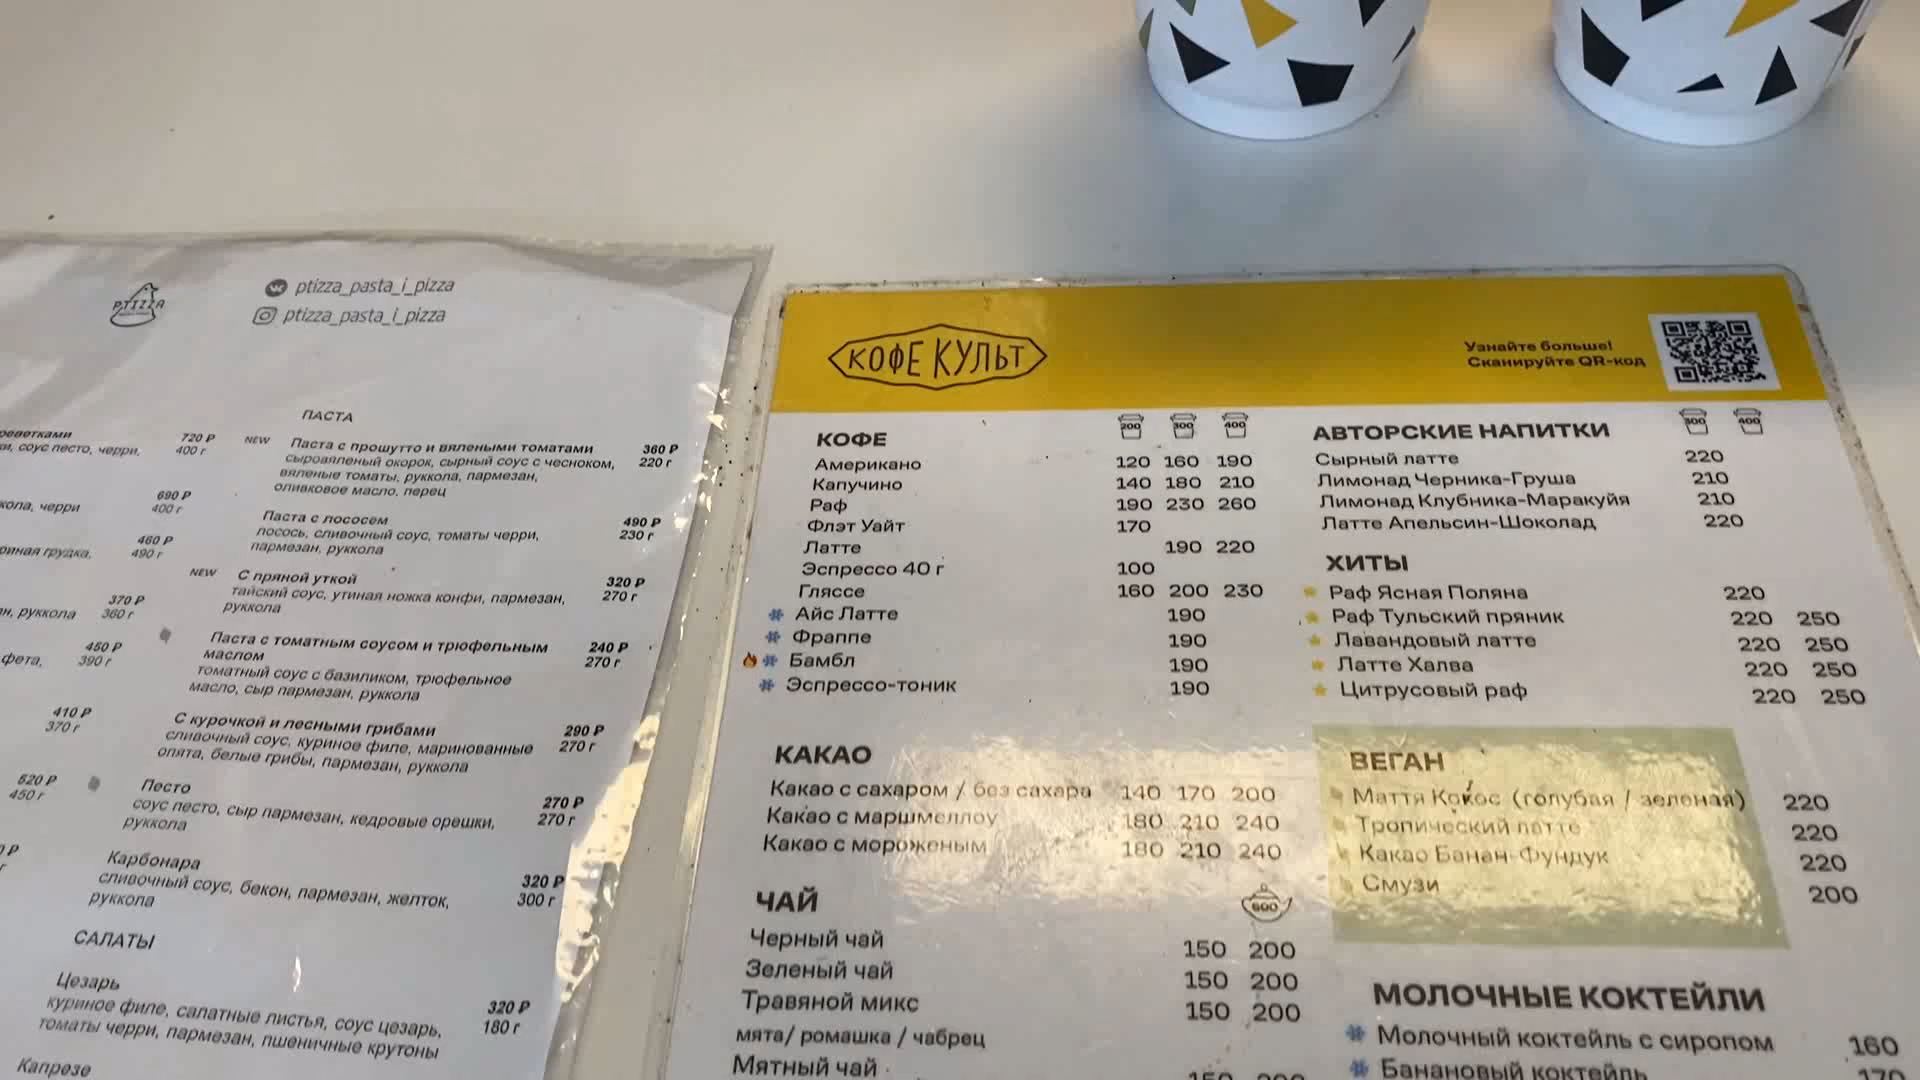 PTIZZA
ptizza_pasta_i_pizza
ptizza_pasta_i_pizza
720 ₽
соус песто, черри,
400 г
690 ₽
черри
400 г
460 ₽
грудка,
490 г
370 ₽
руккола
360 г
450 ₽
фета,
390 г
410 ₽
370 г
520 ₽
450 г
ПАСТА
NEW
Паста с прошутто и вялеными томатами 360 ₽
сыровяленый окорок, сырный соус с чесноком, 220 г
вяленые томаты, руккола, пармезан,
оливковое масло, перец
Паста с лососем 490 ₽
лосось, сливочный соус, томаты черри, 230 г
пармезан, руккола
NEW
С пряной уткой 320 ₽
тайский соус, утиная ножка конфи, пармезан, 270 г
руккола
Паста с томатным соусом и трюфельным 240 ₽
маслом 270 г
томатный соус с базиликом, трюфельное
масло, сыр пармезан, руккола
С курочкой и лесными грибами 290 ₽
сливочный соус, куриное филе, маринованные 270 г
опята, белые грибы, пармезан, руккола
Песто 270 ₽
соус песто, сыр пармезан, кедровые орешки, 270 г
руккола
Карбонара 320 ₽
сливочный соус, бекон, пармезан, желток, 300 г
руккола
САЛАТЫ
Цезарь 320 ₽
куриное филе, салатные листья, соус цезарь, 180 г
томаты черри, пармезан, пшеничные крутоны
Капрезе
КОФЕ КУЛЬТ
Узнайте больше!
Сканируйте QR-код
КОФЕ 200 300 400
Американо 120 160 190
Капучино 140 180 210
Раф 190 230 260
Флэт Уайт 170
Латте 190 220
Эспрессо 40 г 100
Гляссе 160 200 230
Айс Латте 190
Фраппе 190
Бамбл 190
Эспрессо-тоник 190
КАКАО
Какао с сахаром / без сахара 140 170 200
Какао с маршмеллоу 180 210 240
Какао с мороженым 180 210 240
ЧАЙ 600
Черный чай 150 200
Зеленый чай 150 200
Травяной микс 150 200
мята/ ромашка / чабрец
Мятный чай 150 200
АВТОРСКИЕ НАПИТКИ 300 400
Сырный латте 220
Лимонад Черника-Груша 210
Лимонад Клубника-Маракуйя 210
Латте Апельсин-Шоколад 220
ХИТЫ
Раф Ясная Поляна 220
Раф Тульский пряник 220 250
Лавандовый латте 220 250
Латте Халва 220 250
Цитрусовый раф 220 250
ВЕГАН
Маття Кокос (голубая / зеленая) 220
Тропический латте 220
Какао Банан-Фундук 220
Смузи 200
МОЛОЧНЫЕ КОКТЕЙЛИ
Молочный коктейль с сиропом 160
Банановый коктейль 170